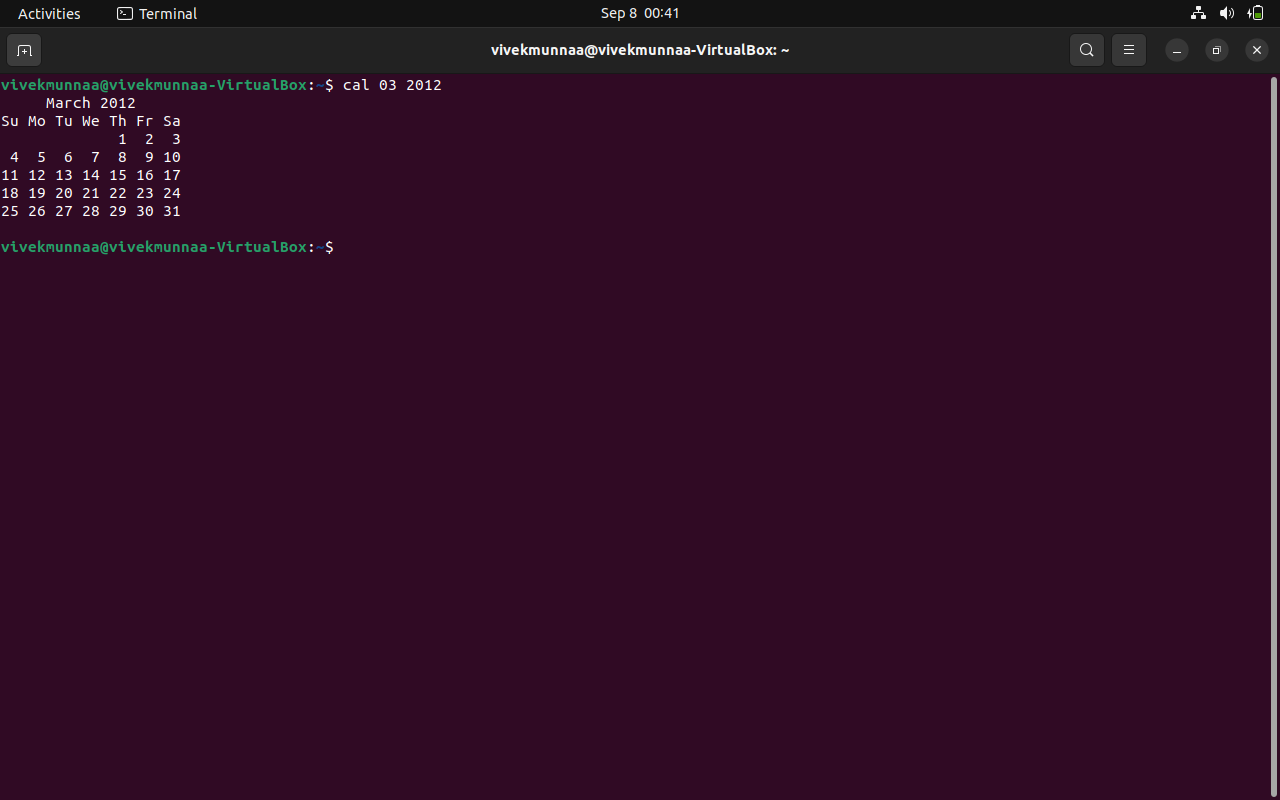 Activities Terminal Sep 8 00:41
vivekmunnaa@vivekmunnaa-VirtualBox: ~
vivekmunnaa@vivekmunnaa-VirtualBox:~$ cal 03 2012
     March 2012
Su Mo Tu We Th Fr Sa
             1  2  3
 4  5  6  7  8  9 10
11 12 13 14 15 16 17
18 19 20 21 22 23 24
25 26 27 28 29 30 31
vivekmunnaa@vivekmunnaa-VirtualBox:~$